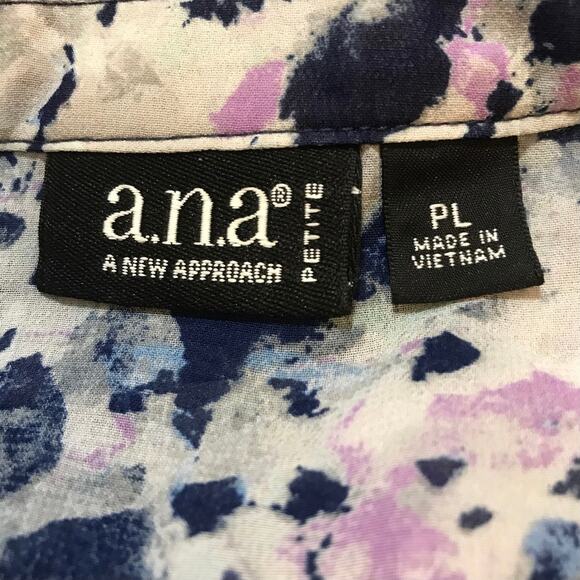 a.n.a®
A NEW APPROACH
PETITE
PL
MADE IN
VIETNAM